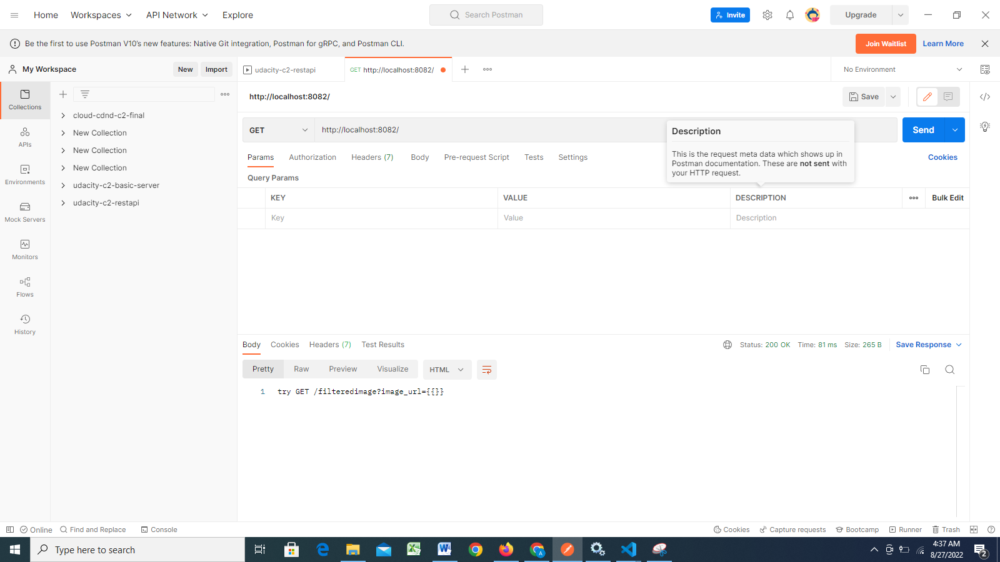 Home
Workspaces
API Network
Explore
Search Postman
Invite
Upgrade
Be the first to use Postman V10's new features: Native Git integration, Postman for gRPC, and Postman CLI.
Join Waitlist
Learn More
My Workspace
New
Import
udacity-c2-restapi
GET http://localhost:8082/
No Environment
Collections
APIs
Environments
Mock Servers
Monitors
Flows
History
cloud-cdnd-c2-final
New Collection
New Collection
New Collection
udacity-c2-basic-server
udacity-c2-restapi
http://localhost:8082/
Save
GET
http://localhost:8082/
Send
Description
This is the request meta data which shows up in
Postman documentation. These are not sent with
your HTTP request.
Params
Authorization
Headers (7)
Body
Pre-request Script
Tests
Settings
Cookies
Query Params
KEY
VALUE
DESCRIPTION
Bulk Edit
Key
Value
Description
Body
Cookies
Headers (7)
Test Results
Status: 200 OK
Time: 81 ms
Size: 265 B
Save Response
Pretty
Raw
Preview
Visualize
HTML
1
try GET /filteredimage?image_url={{}}
Online
Find and Replace
Console
Cookies
Capture requests
Bootcamp
Runner
Trash
Type here to search
A
4:37 AM
8/27/2022
2